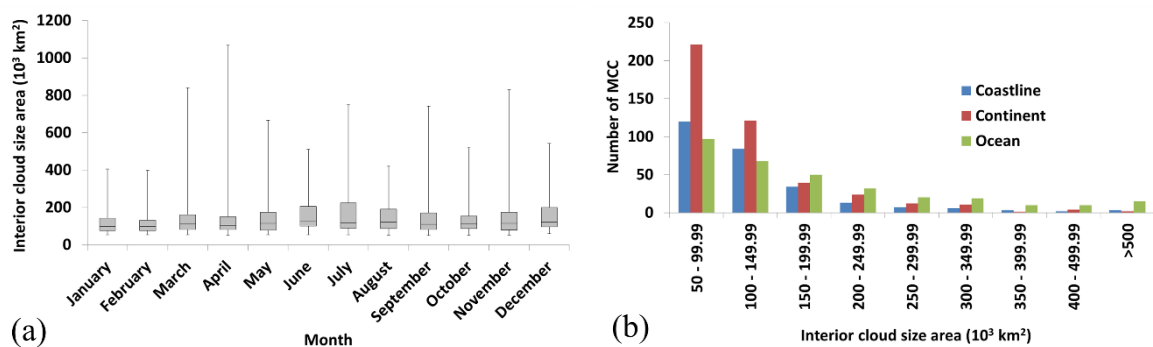 Interior cloud size area (10³ km²)
1200
1000
800
600
400
200
0
January
February
March
April
May
June
July
August
September
October
November
December
Month
(a)
Number of MCC
250
200
150
100
50
0
Coastline
Continent
Ocean
50 - 99.99
100 - 149.99
150 - 199.99
200 - 249.99
250 - 299.99
300 - 349.99
350 - 399.99
400 - 499.99
>500
Interior cloud size area (10³ km²)
(b)